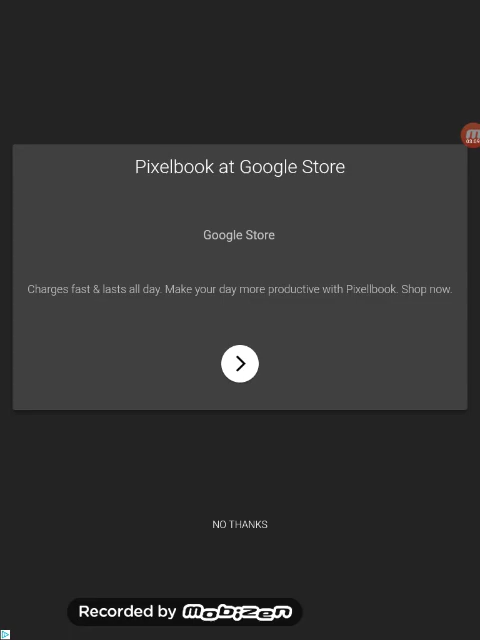 Pixelbook at Google Store
Google Store
Charges fast & lasts all day. Make your day more productive with Pixellbook. Shop now.
NO THANKS
Recorded by Mobizen